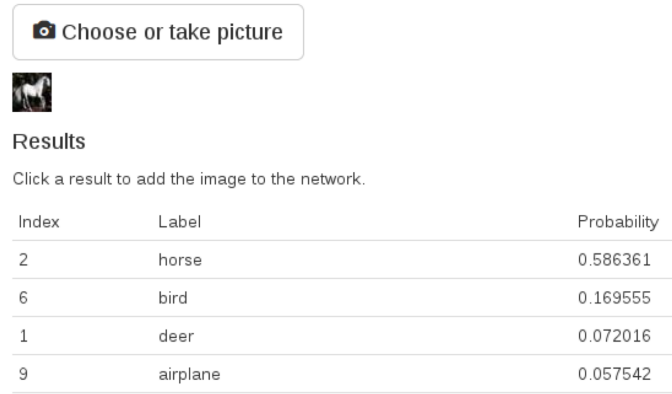 Choose or take picture
Results
Click a result to add the image to the network.
Index Label Probability
2 horse 0.586361
6 bird 0.169555
1 deer 0.072016
9 airplane 0.057542